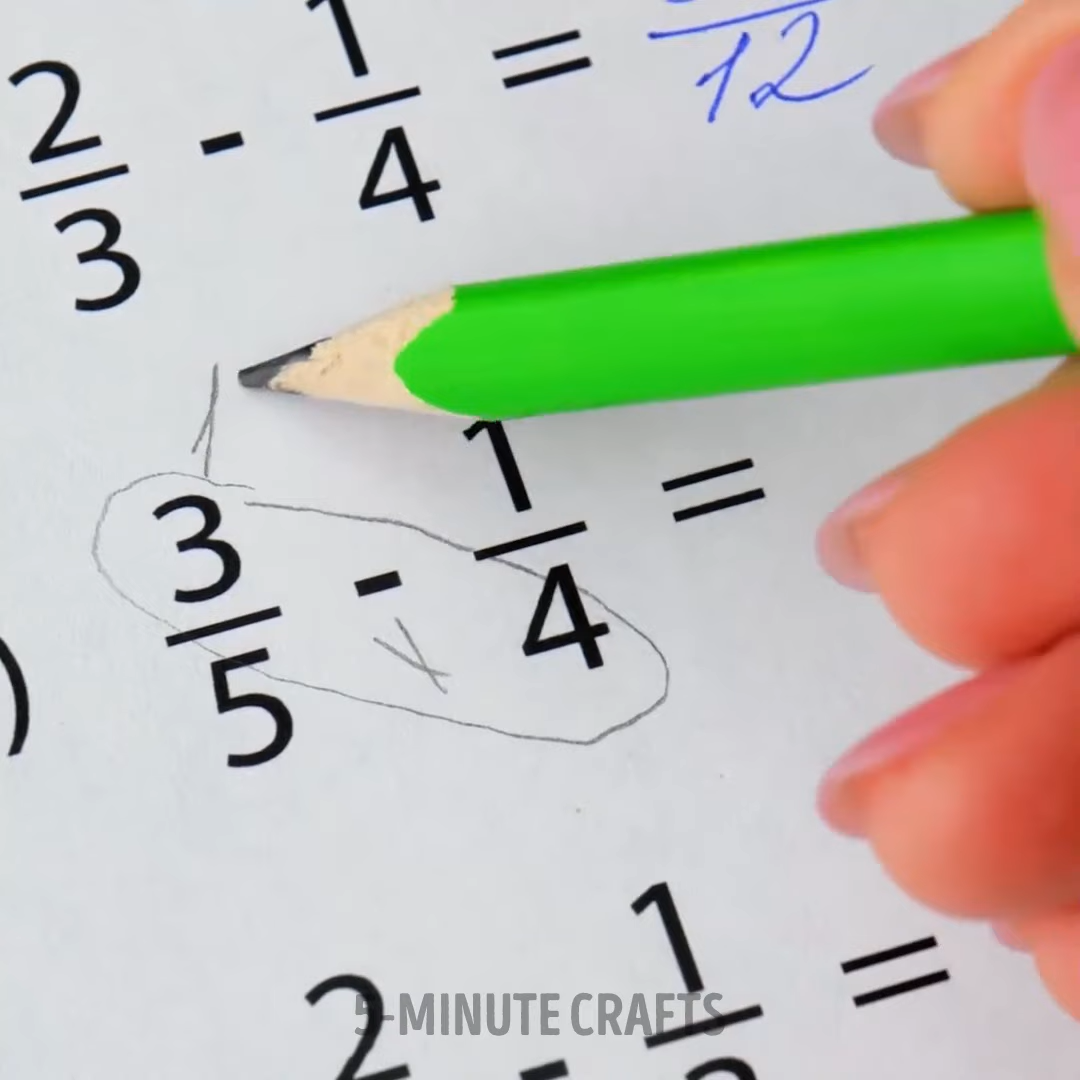 2/3 - 1/4 = /12
1
3/5 - 1/4 =
x
)
2 - 1/ =
5-MINUTE CRAFTS